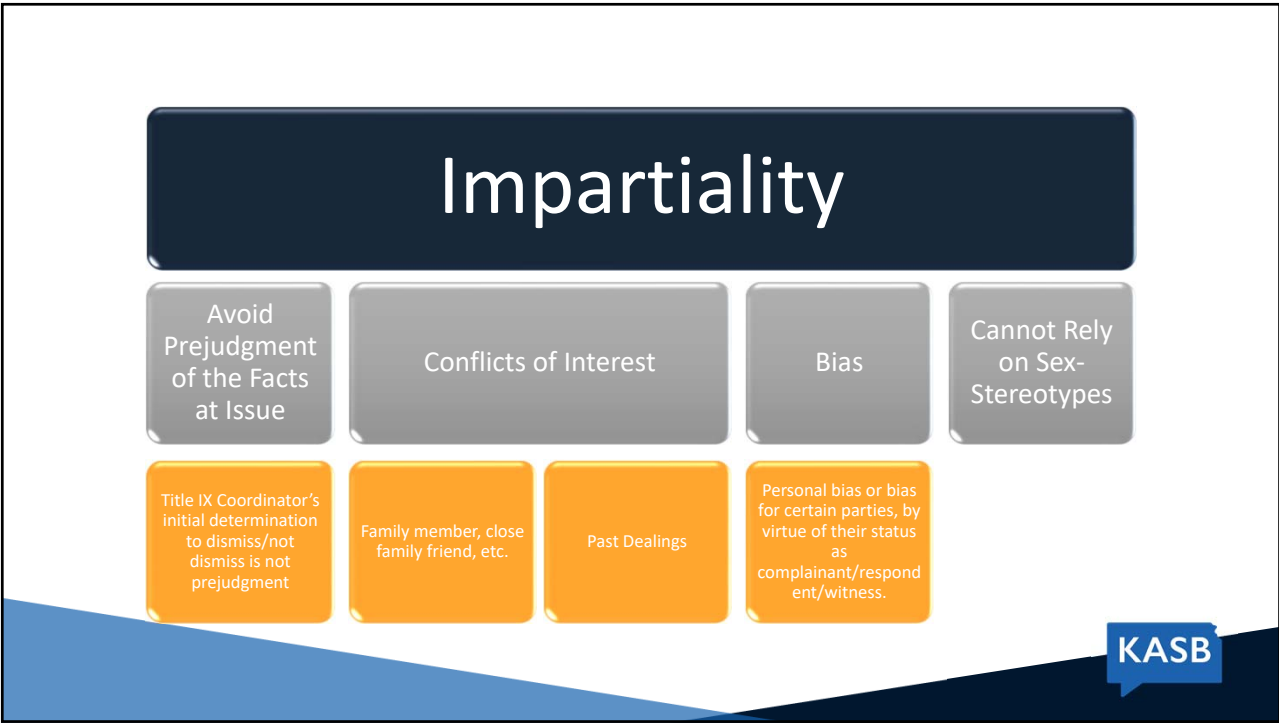 Impartiality
Avoid
Prejudgment
of the Facts
at Issue
Conflicts of Interest
Bias
Cannot Rely
on Sex-
Stereotypes
Title IX Coordinator’s
initial determination
to dismiss/not
dismiss is not
prejudgment
Family member, close
family friend, etc.
Past Dealings
Personal bias or bias
for certain parties, by
virtue of their status
as
complainant/respond
ent/witness.
KASB